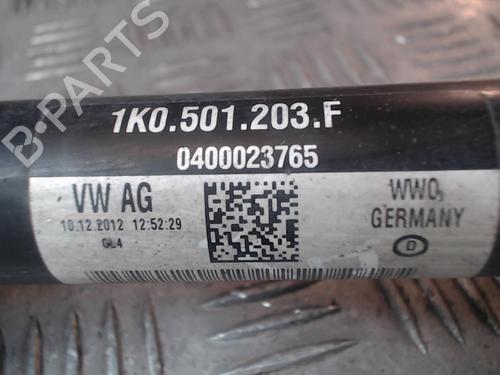 1K0.501.203.F
0400023765
VW AG
10.12.2012 12:52:29
GL4
WWO
GERMANY
D
B PARTS